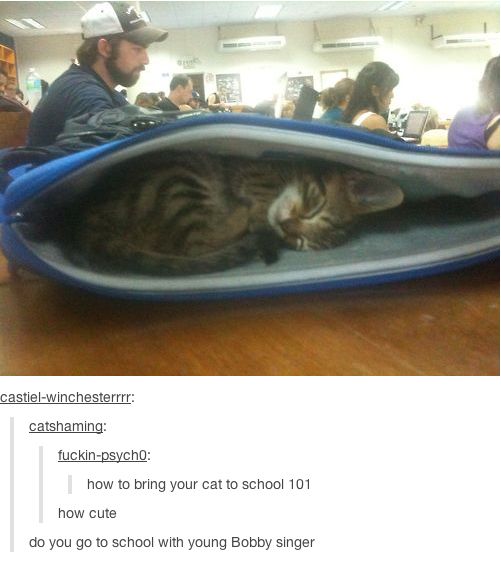 castiel-winchesterrrr:
catshaming:
fuckin-psych0:
how to bring your cat to school 101
how cute
do you go to school with young Bobby singer